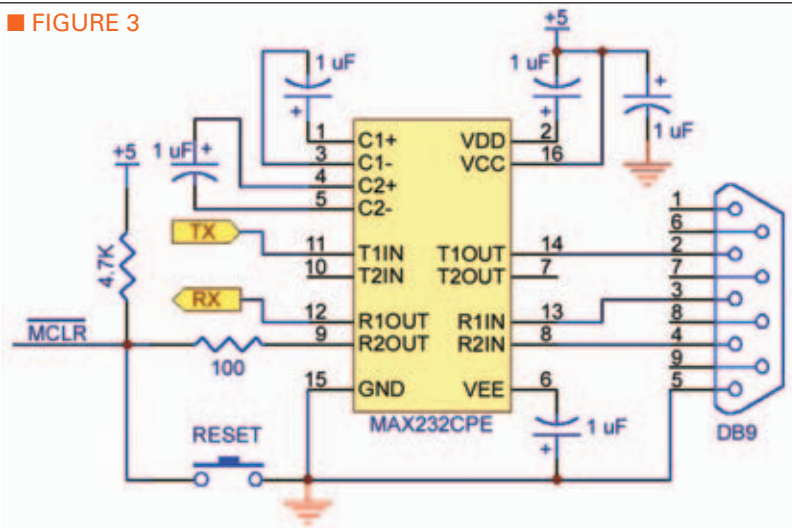 ■ FIGURE 3
+5
1 uF
+
1 uF
+
+
1 uF
1 uF
+
+5
4.7K
1 C1+
3 C1-
4 C2+
5 C2-
TX
11 T1IN
10 T2IN
RX
12 R1OUT
9 R2OUT
15 GND
VDD 2
VCC 16
T1OUT 14
T2OUT 7
R1IN 13
R2IN 8
VEE 6
MAX232CPE
MCLR
100
RESET
1 uF
+
1
6
2
7
3
8
4
9
5
DB9